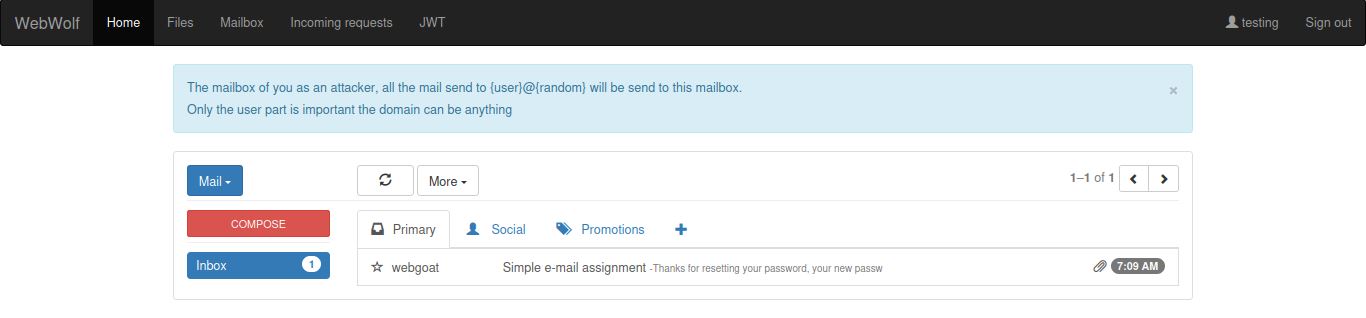 WebWolf Home Files Mailbox Incoming requests JWT testing Sign out
The mailbox of you as an attacker, all the mail send to {user}@{random} will be send to this mailbox. ×
Only the user part is important the domain can be anything
Mail More 1–1 of 1
COMPOSE
Primary Social Promotions
Inbox 1
webgoat Simple e-mail assignment -Thanks for resetting your password, your new passw 7:09 AM